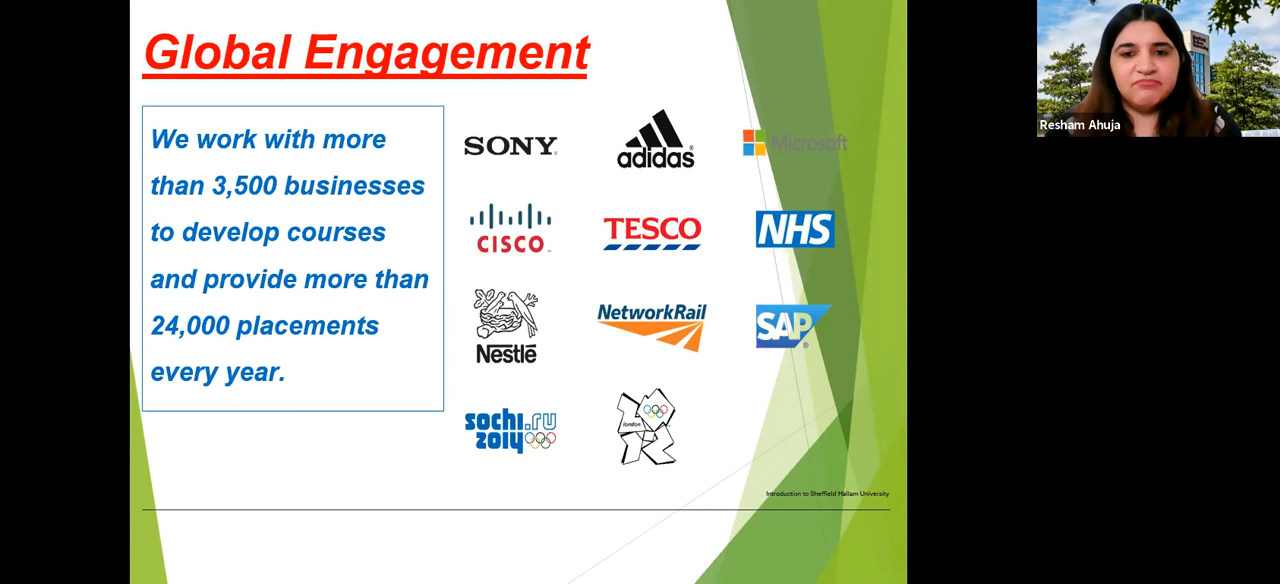 Global Engagement
We work with more
than 3,500 businesses
to develop courses
and provide more than
24,000 placements
every year.
SONY
adidas
Microsoft
CISCO
TESCO
NHS
Nestlé
NetworkRail
SAP
sochi.ru
2014
london
Introduction to Sheffield Hallam University
Resham Ahuja